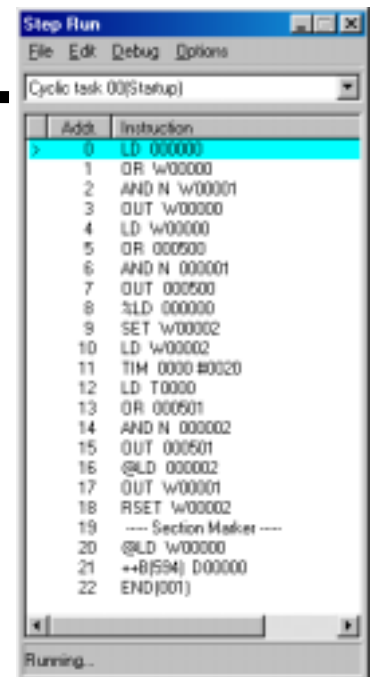 Step Run
File Edit Debug Options
Cyclic task 00(Startup)
Addr. Instruction
> 0 LD 000000
1 OR W00000
2 AND N W00001
3 OUT W00000
4 LD W00000
5 OR 000500
6 AND N 000001
7 OUT 000500
8 %LD 000000
9 SET W00002
10 LD W00002
11 TIM 0000 #0020
12 LD T0000
13 OR 000501
14 AND N 000002
15 OUT 000501
16 @LD 000002
17 OUT W00001
18 RSET W00002
19 ---- Section Marker ----
20 @LD W00000
21 ++B(594) D00000
22 END(001)
Running...